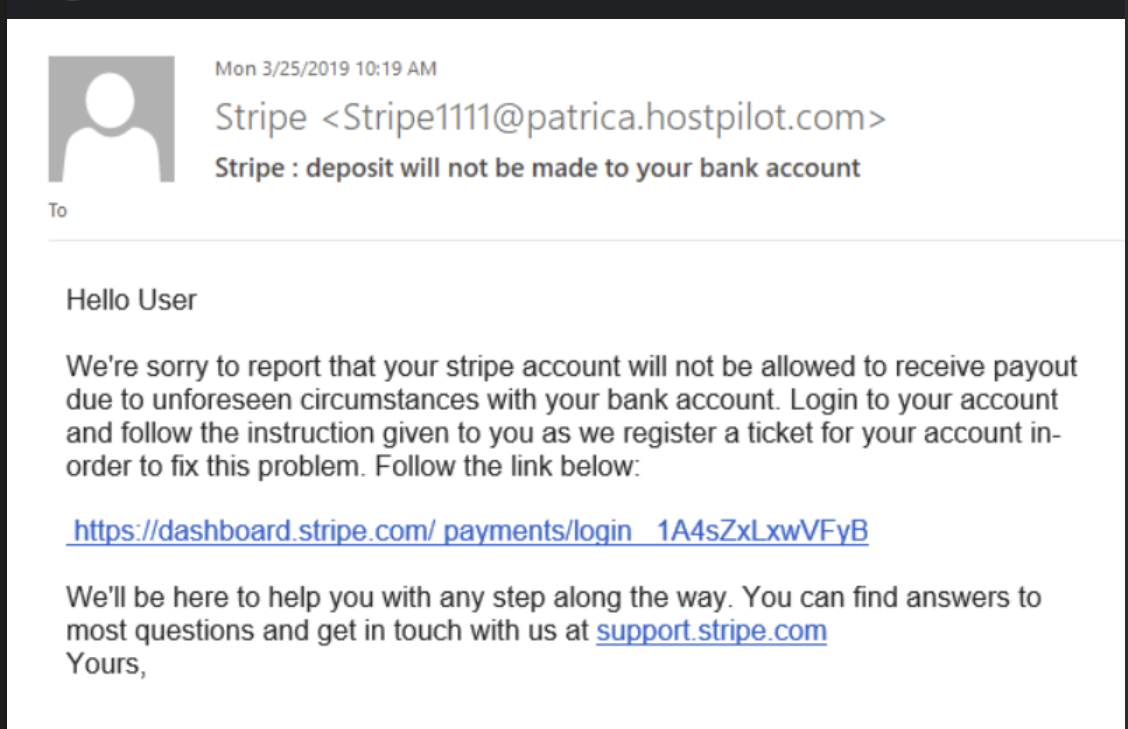 Mon 3/25/2019 10:19 AM
Stripe <Stripe1111@patrica.hostpilot.com>
Stripe : deposit will not be made to your bank account
To
Hello User
We're sorry to report that your stripe account will not be allowed to receive payout
due to unforeseen circumstances with your bank account. Login to your account
and follow the instruction given to you as we register a ticket for your account in-
order to fix this problem. Follow the link below:
https://dashboard.stripe.com/ payments/login   1A4sZxLxwVFyB
We'll be here to help you with any step along the way. You can find answers to
most questions and get in touch with us at support.stripe.com
Yours,